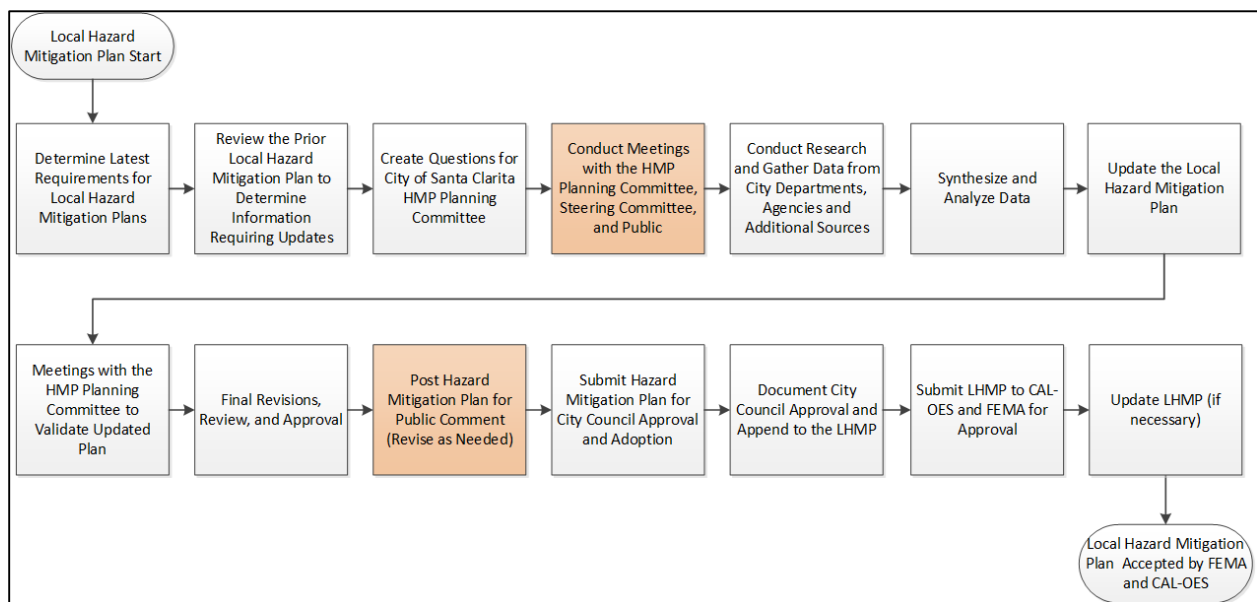 Local Hazard
Mitigation Plan Start
Determine Latest
Requirements for
Local Hazard
Mitigation Plans
Review the Prior
Local Hazard
Mitigation Plan to
Determine
Information
Requiring Updates
Create Questions for
City of Santa Clarita
HMP Planning
Committee
Conduct Meetings
with the HMP
Planning Committee,
Steering Committee,
and Public
Conduct Research
and Gather Data from
City Departments,
Agencies and
Additional Sources
Synthesize and
Analyze Data
Update the Local
Hazard Mitigation
Plan
Meetings with the
HMP Planning
Committee to
Validate Updated
Plan
Final Revisions,
Review, and Approval
Post Hazard
Mitigation Plan for
Public Comment
(Revise as Needed)
Submit Hazard
Mitigation Plan for
City Council Approval
and Adoption
Document City
Council Approval and
Append to the LHMP
Submit LHMP to CAL-
OES and FEMA for
Approval
Update LHMP (if
necessary)
Local Hazard Mitigation
Plan Accepted by FEMA
and CAL-OES